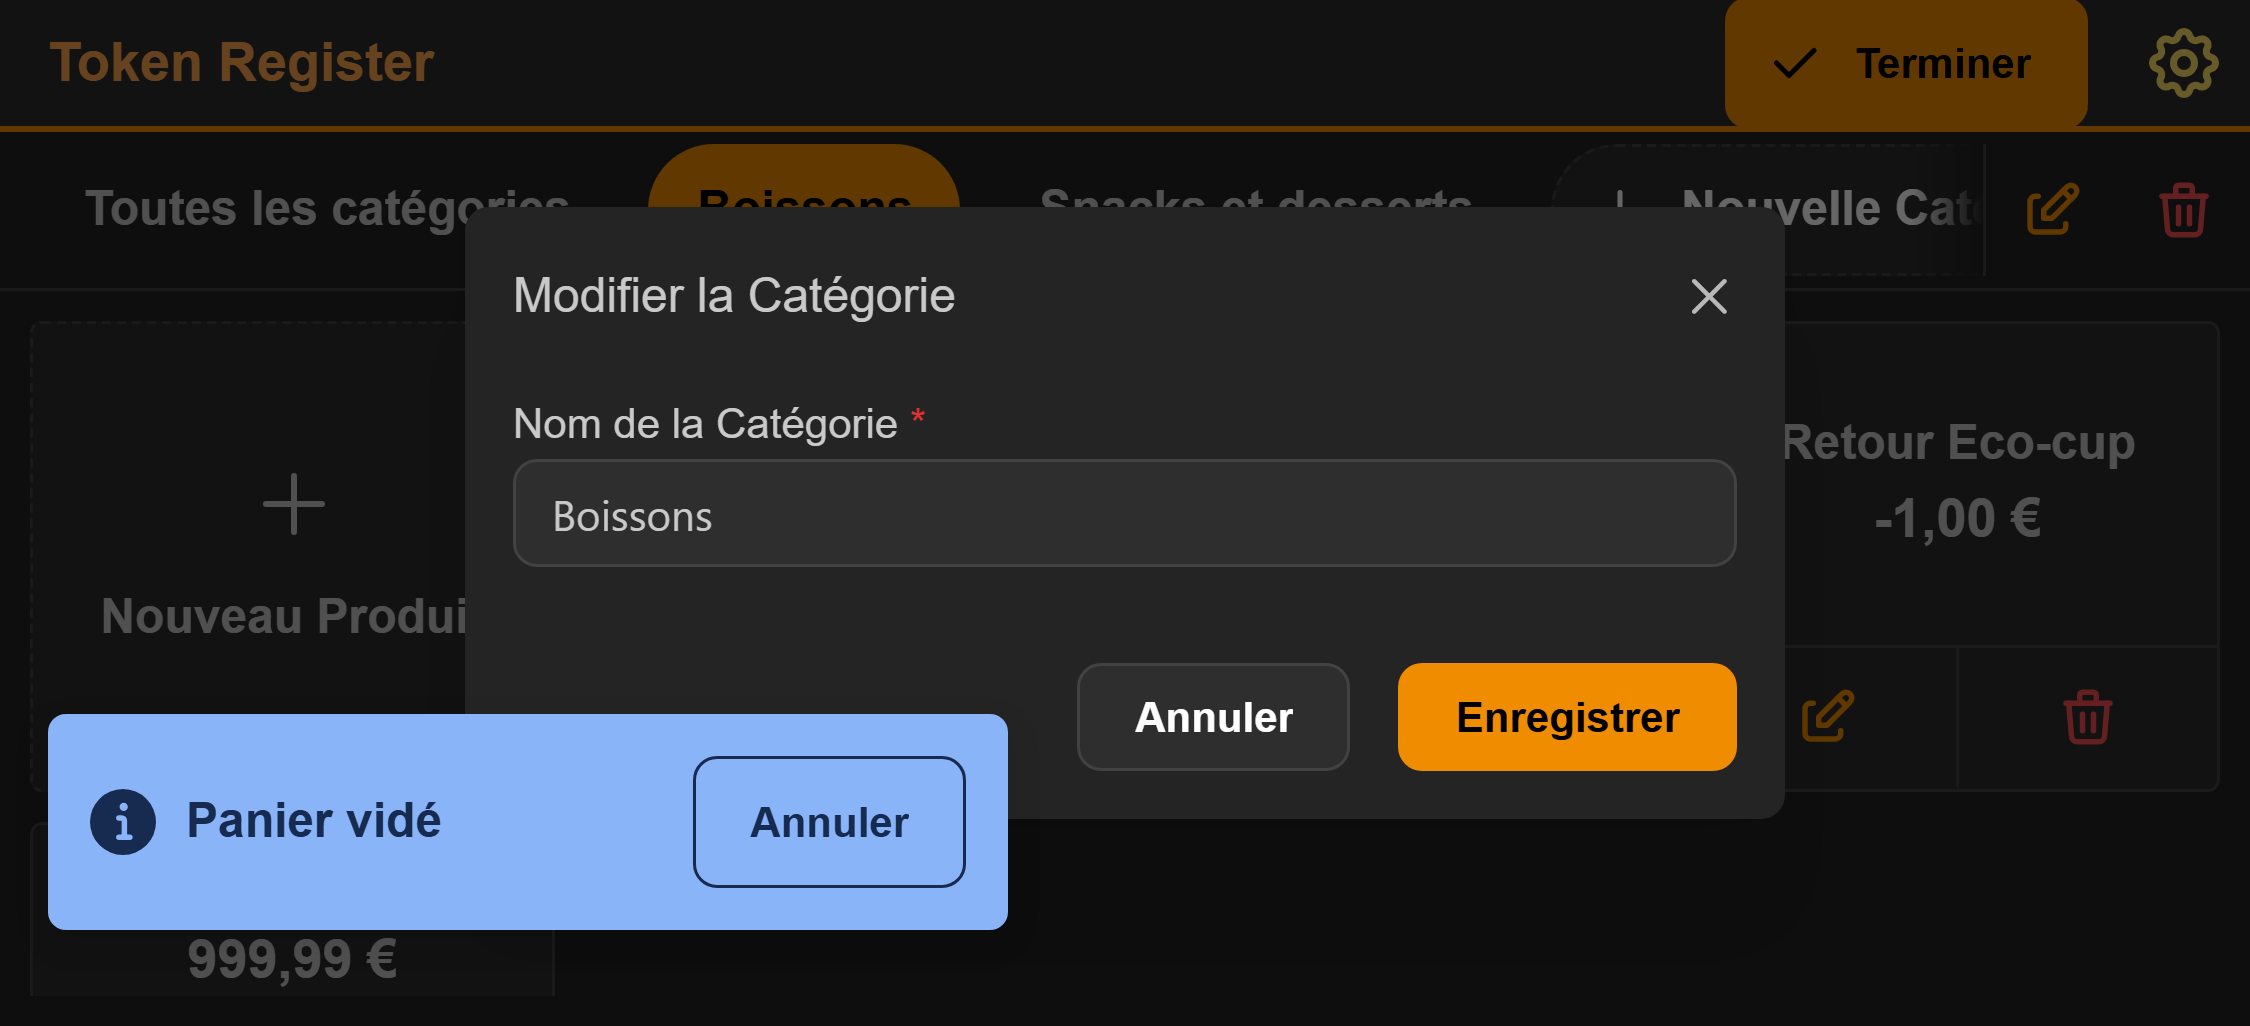 Token Register
Terminer
Toutes les catégories
Boissons
Snacks et desserts
Nouvelle Cat
Modifier la Catégorie
Nom de la Catégorie *
Boissons
Annuler
Enregistrer
Nouveau Produi
Retour Eco-cup
-1,00 €
Panier vidé
Annuler
999,99 €